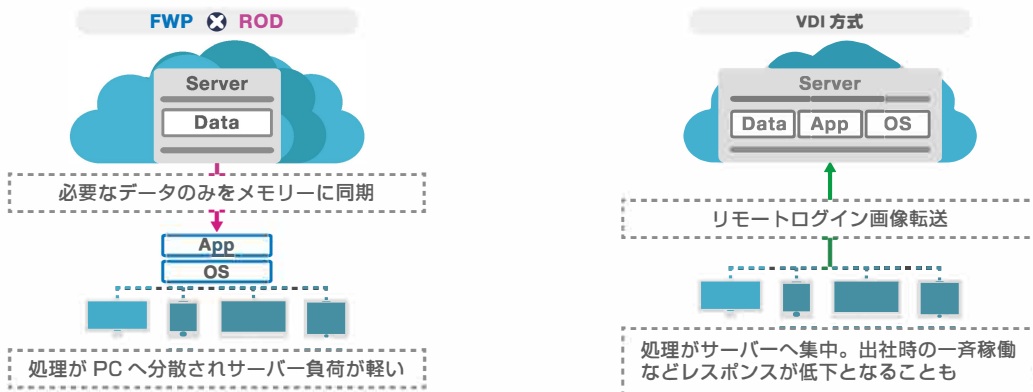 FWP × ROD
Server
Data
必要なデータのみをメモリーに同期
App
OS
処理が PC へ分散されサーバー負荷が軽い
VDI 方式
Server
Data App OS
リモートログイン画像転送
処理がサーバーへ集中。出社時の一斉稼働
などレスポンスが低下となることも